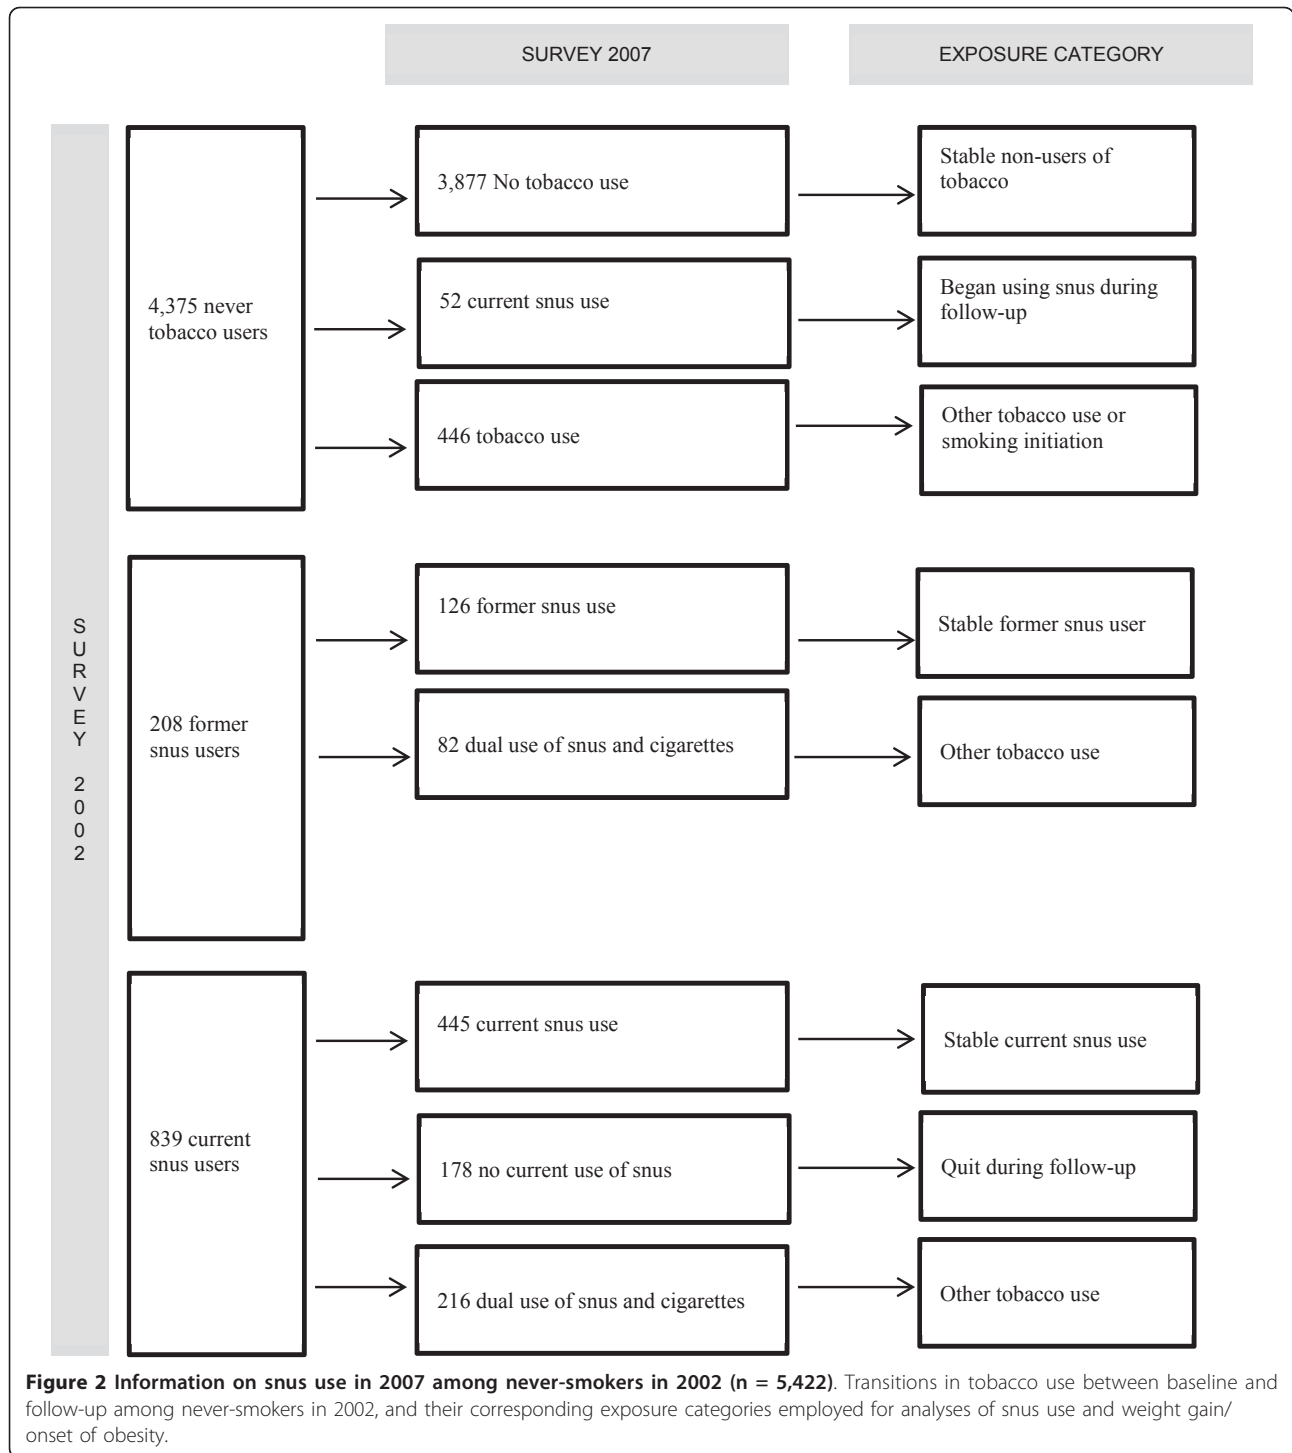 SURVEY 2007
EXPOSURE CATEGORY
SURVEY 2002
4,375 never
tobacco users
3,877 No tobacco use
Stable non-users of
tobacco
52 current snus use
Began using snus during
follow-up
446 tobacco use
Other tobacco use or
smoking initiation
208 former
snus users
126 former snus use
Stable former snus user
82 dual use of snus and cigarettes
Other tobacco use
839 current
snus users
445 current snus use
Stable current snus use
178 no current use of snus
Quit during follow-up
216 dual use of snus and cigarettes
Other tobacco use
Figure 2 Information on snus use in 2007 among never-smokers in 2002 (n = 5,422). Transitions in tobacco use between baseline and
follow-up among never-smokers in 2002, and their corresponding exposure categories employed for analyses of snus use and weight gain/
onset of obesity.